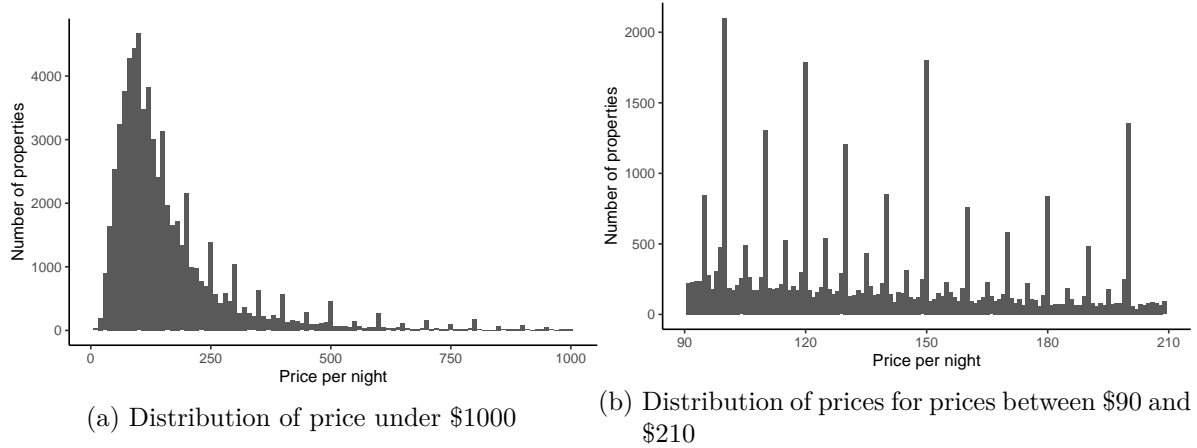 4000
3000
2000
1000
0
Number of properties
0 250 500 750 1000
Price per night
(a) Distribution of price under $1000
2000
1500
1000
500
0
Number of properties
90 120 150 180 210
Price per night
(b) Distribution of prices for prices between $90 and
$210